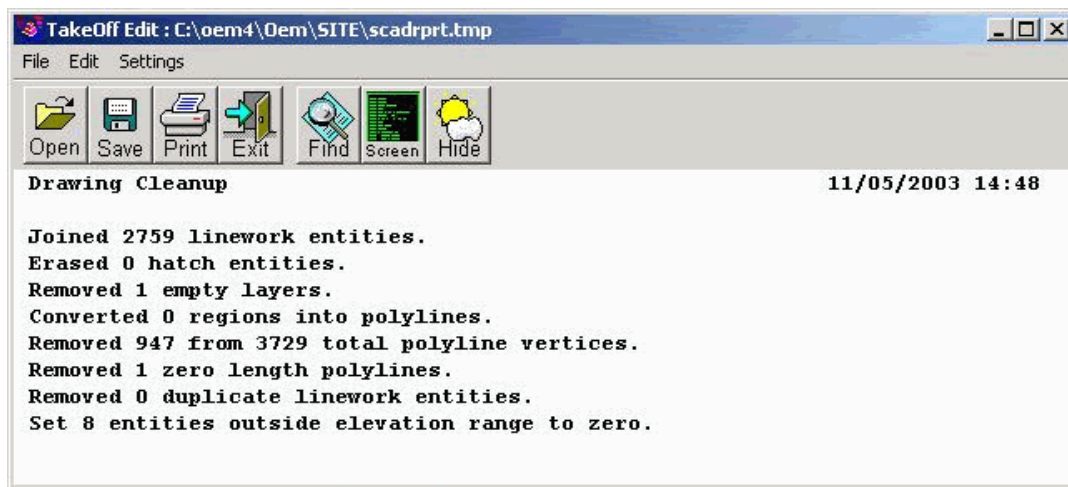 TakeOff Edit : C:\oem4\Oem\SITE\scadrprt.tmp
File Edit Settings
Open Save Print Exit Find Screen Hide
Drawing Cleanup 11/05/2003 14:48
Joined 2759 linework entities.
Erased 0 hatch entities.
Removed 1 empty layers.
Converted 0 regions into polylines.
Removed 947 from 3729 total polyline vertices.
Removed 1 zero length polylines.
Removed 0 duplicate linework entities.
Set 8 entities outside elevation range to zero.